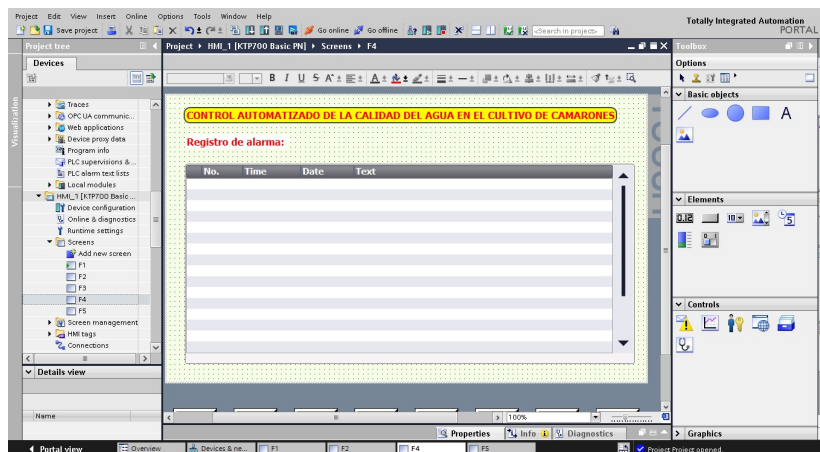 Project Edit View Insert Online Options Tools Window Help
Totally Integrated Automation
PORTAL
Save project
Go online
Go offline
<Search in project>
Project tree
Project HMI_1 [KTP700 Basic PN] Screens F4
Toolbox
Devices
Options
Visualization
B I U S A
Traces
OPC UA communic...
Web applications
Device proxy data
Program info
PLC supervisions & ...
PLC alarm text lists
Local modules
HMI_1 [KTP700 Basic ...
Device configuration
Online & diagnostics
Runtime settings
Screens
Add new screen
F1
F2
F3
F4
F5
Screen management
HMI tags
Connections
Details view
Name
CONTROL AUTOMATIZADO DE LA CALIDAD DEL AGUA EN EL CULTIVO DE CAMARONES
Registro de alarma:
No. Time Date Text
TOUCH
100%
Properties Info Diagnostics
Basic objects
A
Elements
0.12 10
5
Controls
Graphics
Portal view Overview Devices & ne... F1 F2 F4 F5 Project Project opened.